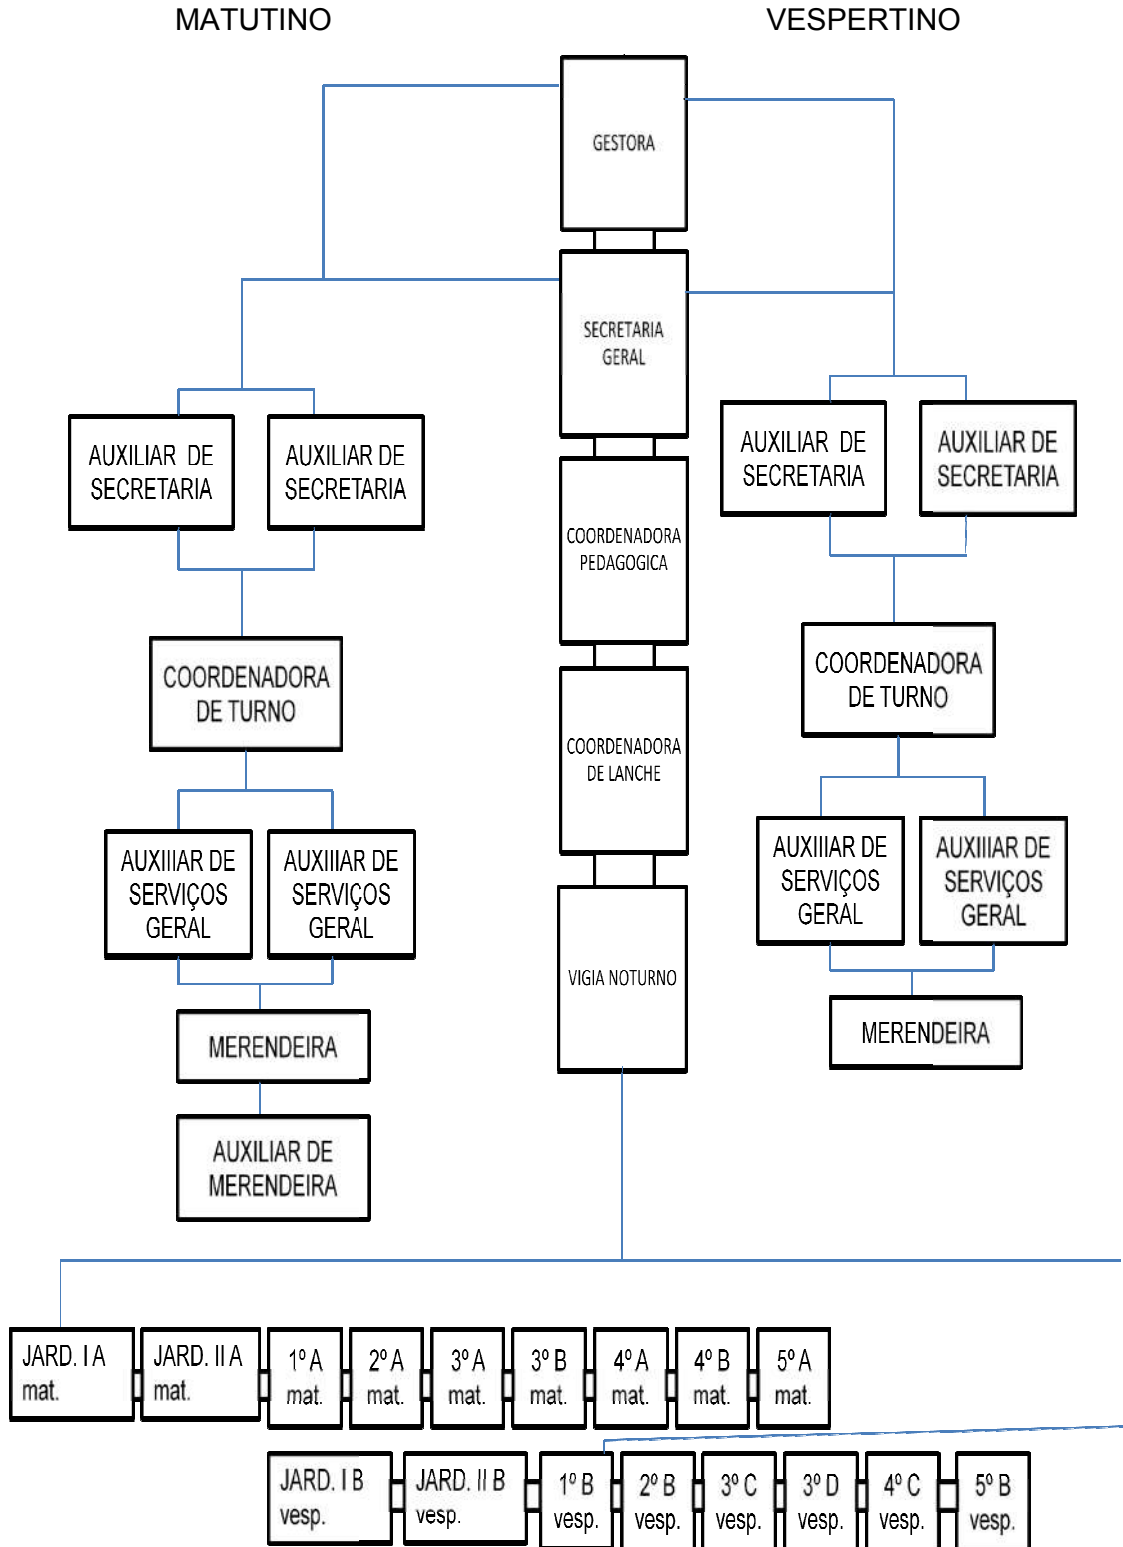 MATUTINO
VESPERTINO
GESTORA
SECRETARIA
GERAL
AUXILIAR DE
SECRETARIA
AUXILIAR DE
SECRETARIA
AUXILIAR DE
SECRETARIA
AUXILIAR DE
SECRETARIA
COORDENADORA
PEDAGOGICA
COORDENADORA
DE TURNO
COORDENADORA
DE TURNO
COORDENADORA
DE LANCHE
AUXIIIAR DE
SERVIÇOS
GERAL
AUXIIIAR DE
SERVIÇOS
GERAL
AUXIIIAR DE
SERVIÇOS
GERAL
AUXIIIAR DE
SERVIÇOS
GERAL
VIGIA NOTURNO
MERENDEIRA
MERENDEIRA
AUXILIAR DE
MERENDEIRA
JARD. I A
mat.
JARD. II A
mat.
1º A
mat.
2º A
mat.
3º A
mat.
3º B
mat.
4º A
mat.
4º B
mat.
5º A
mat.
JARD. I B
vesp.
JARD. II B
vesp.
1º B
vesp.
2º B
vesp.
3º C
vesp.
3º D
vesp.
4º C
vesp.
5º B
vesp.